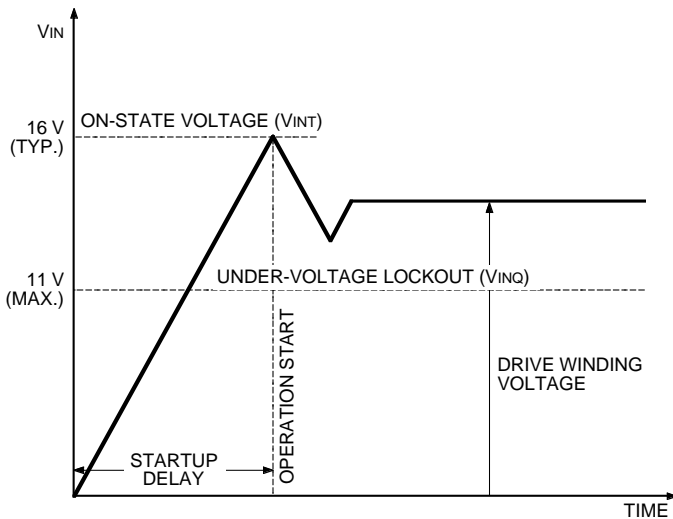 VIN
ON-STATE VOLTAGE (VINT)
16 V
(TYP.)
UNDER-VOLTAGE LOCKOUT (VINQ)
11 V
(MAX.)
OPERATION START
DRIVE WINDING
VOLTAGE
STARTUP
DELAY
TIME